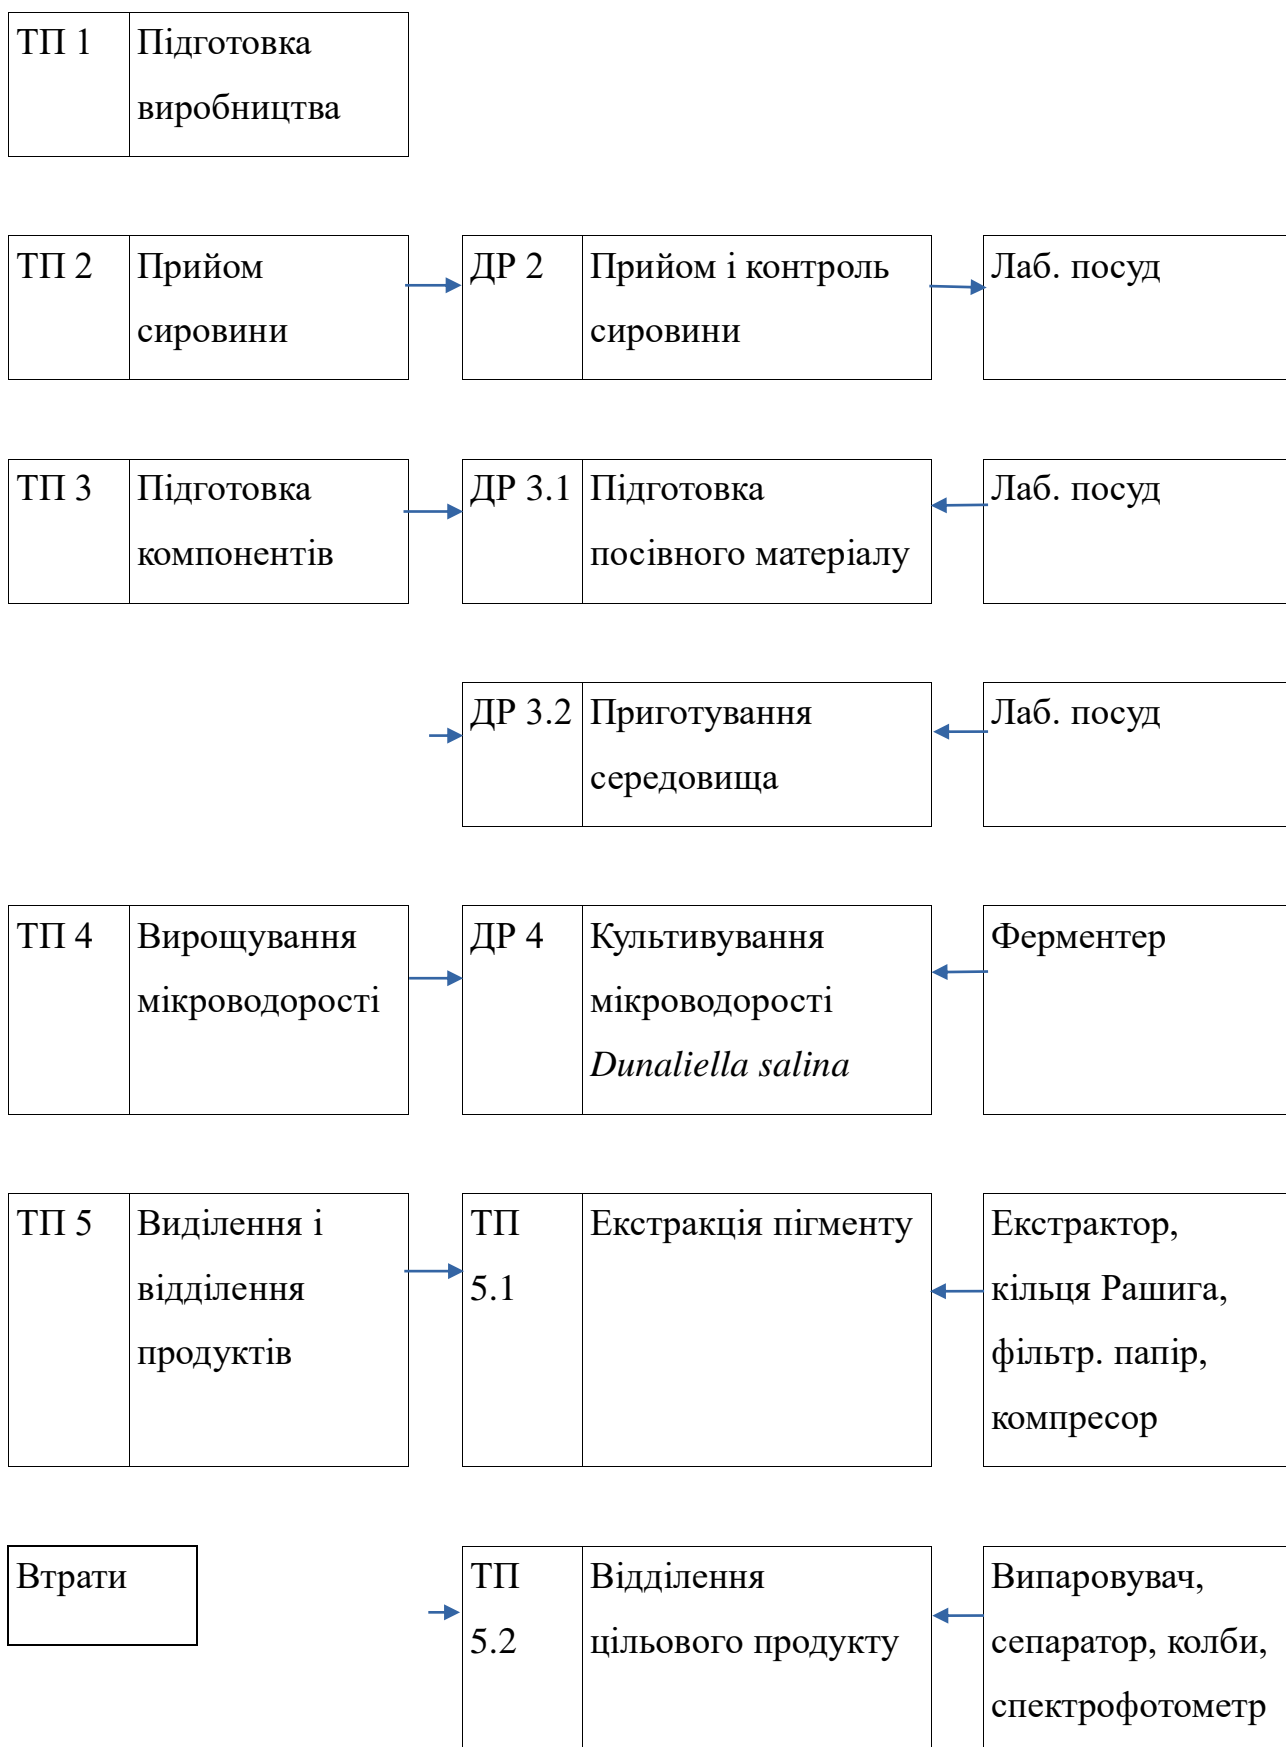 ТП 1 Підготовка
виробництва
ТП 2 Прийом
сировини
ДР 2 Прийом і контроль
сировини
Лаб. посуд
ТП 3 Підготовка
компонентів
ДР 3.1 Підготовка
посівного матеріалу
Лаб. посуд
ДР 3.2 Приготування
середовища
Лаб. посуд
ТП 4 Вирощування
мікроводорості
ДР 4 Культивування
мікроводорості
Dunaliella salina
Ферментер
ТП 5 Виділення і
відділення
продуктів
ТП
5.1
Екстракція пігменту
Екстрактор,
кільця Рашига,
фільтр. папір,
компресор
Втрати
ТП
5.2
Відділення
цільового продукту
Випаровувач,
сепаратор, колби,
спектрофотометр